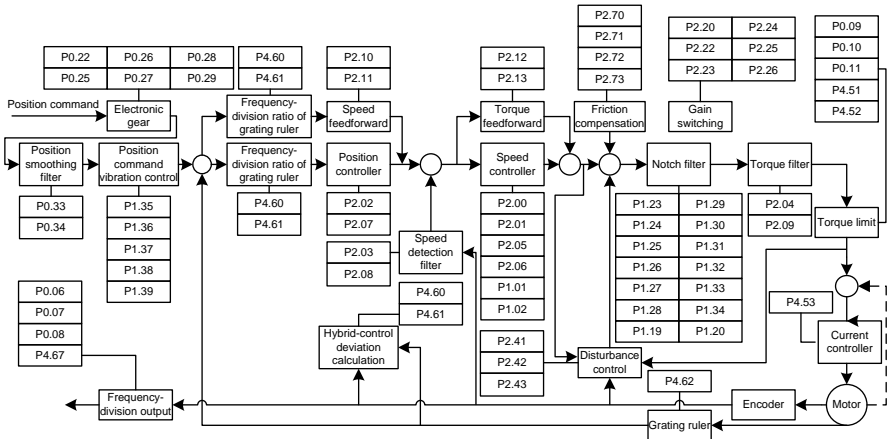 P0.22 P0.26 P0.28
P0.25 P0.27 P0.29
P4.60
P4.61
P2.10
P2.11
P2.12
P2.13
P2.70
P2.71
P2.72
P2.73
P2.20 P2.24
P2.22 P2.25
P2.23 P2.26
P0.09
P0.10
P0.11
P4.51
P4.52
Position command
Electronic
gear
Frequency-
division ratio of
grating ruler
Speed
feedforward
Torque
feedforward
Friction
compensation
Gain
switching
Position
smoothing
filter
Position
command
vibration control
Frequency-
division ratio of
grating ruler
Position
controller
Speed
controller
Notch filter
Torque filter
P0.33
P0.34
P1.35
P1.36
P1.37
P1.38
P1.39
P4.60
P4.61
P2.02
P2.07
P2.03
P2.08
Speed
detection
filter
P2.00
P2.01
P2.05
P2.06
P1.01
P1.02
P1.23 P1.29
P1.24 P1.30
P1.25 P1.31
P1.26 P1.32
P1.27 P1.33
P1.28 P1.34
P1.19 P1.20
P2.04
P2.09
Torque limit
P0.06
P0.07
P0.08
P4.67
P4.60
P4.61
Hybrid-control
deviation
calculation
P2.41
P2.42
P2.43
Disturbance
control
P4.53
Current
controller
P4.62
Frequency-
division output
Encoder
Motor
Grating ruler